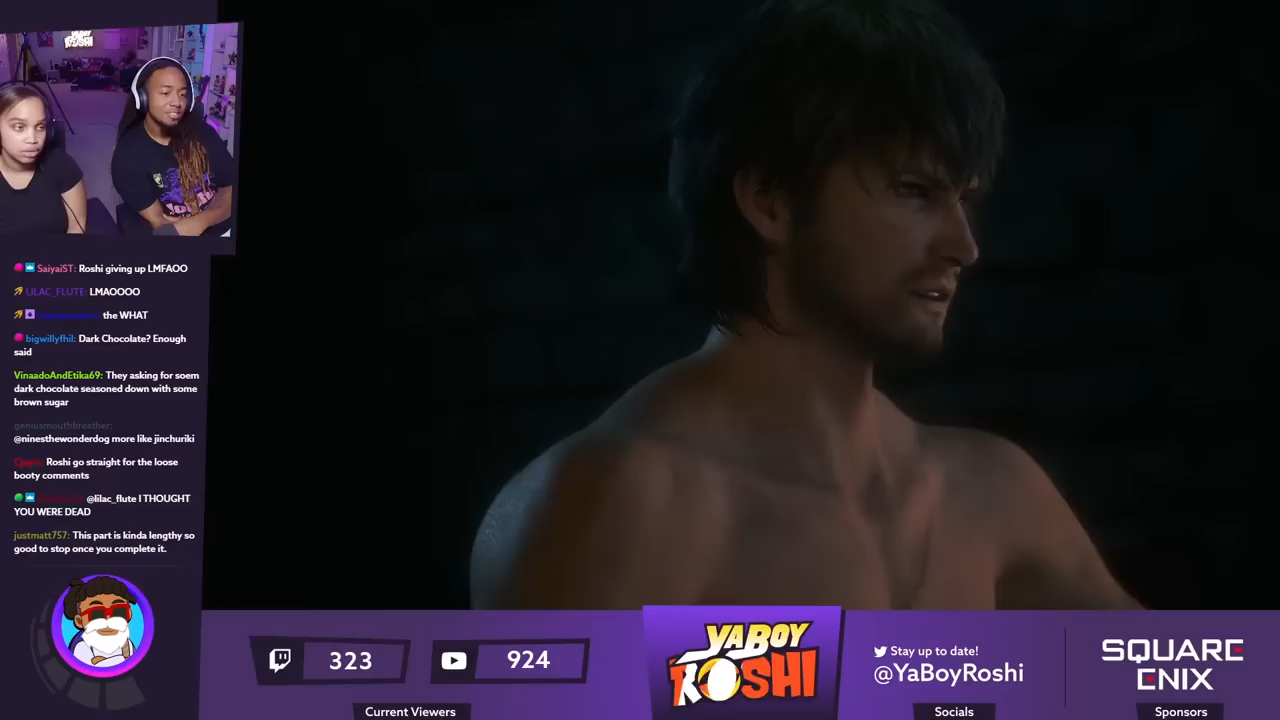 YABOY
ROSHI
SaiyaiST: Roshi giving up LMFAOO
LILAC_FLUTE: LMAOOOO
the WHAT
bigwillyfhil: Dark Chocolate? Enough
said
VinaadoAndEtika69: They asking for soem
dark chocolate seasoned down with some
brown sugar
geniusmouthbreather:
@ninesthewonderdog more like jinchuriki
Roshi go straight for the loose
booty comments
@lilac_flute I THOUGHT
YOU WERE DEAD
justmatt757: This part is kinda lengthy so
good to stop once you complete it.
323
924
Current Viewers
YABOY
ROSHI
Stay up to date!
@YaBoyRoshi
Socials
SQUARE
ENIX
Sponsors